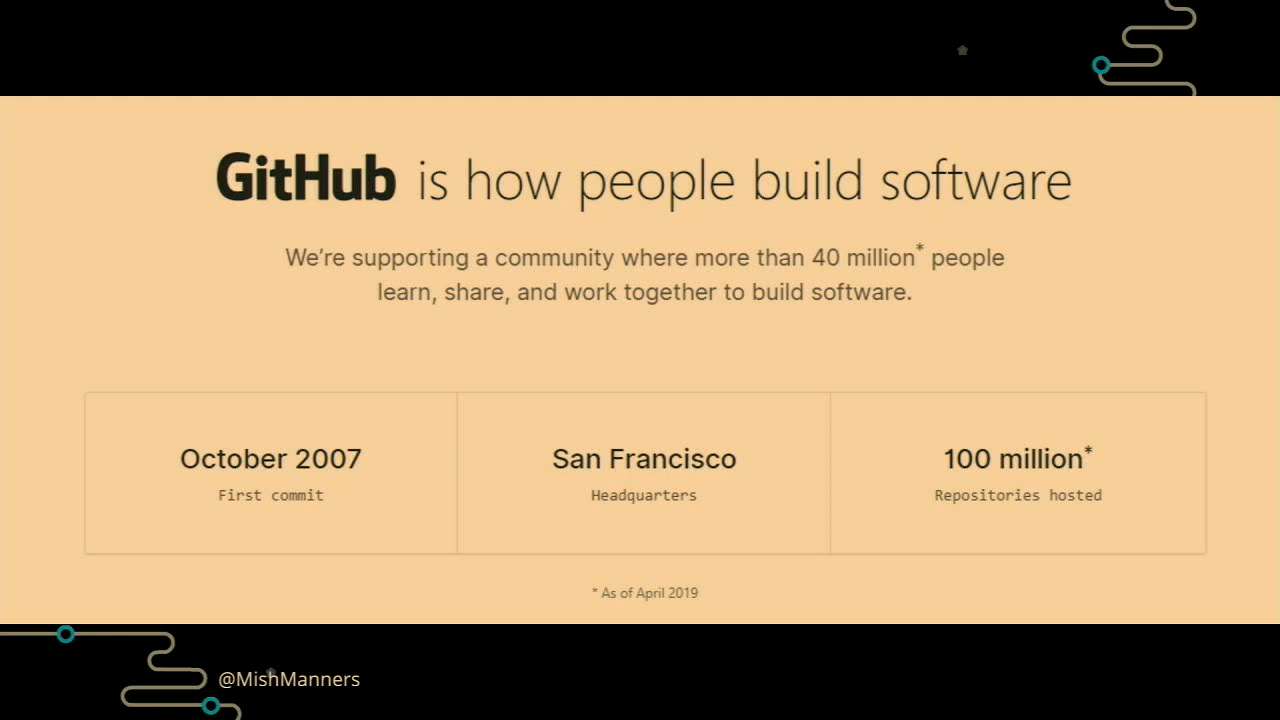 GitHub is how people build software
We’re supporting a community where more than 40 million* people
learn, share, and work together to build software.
October 2007
First commit
San Francisco
Headquarters
100 million*
Repositories hosted
* As of April 2019
@MishManners